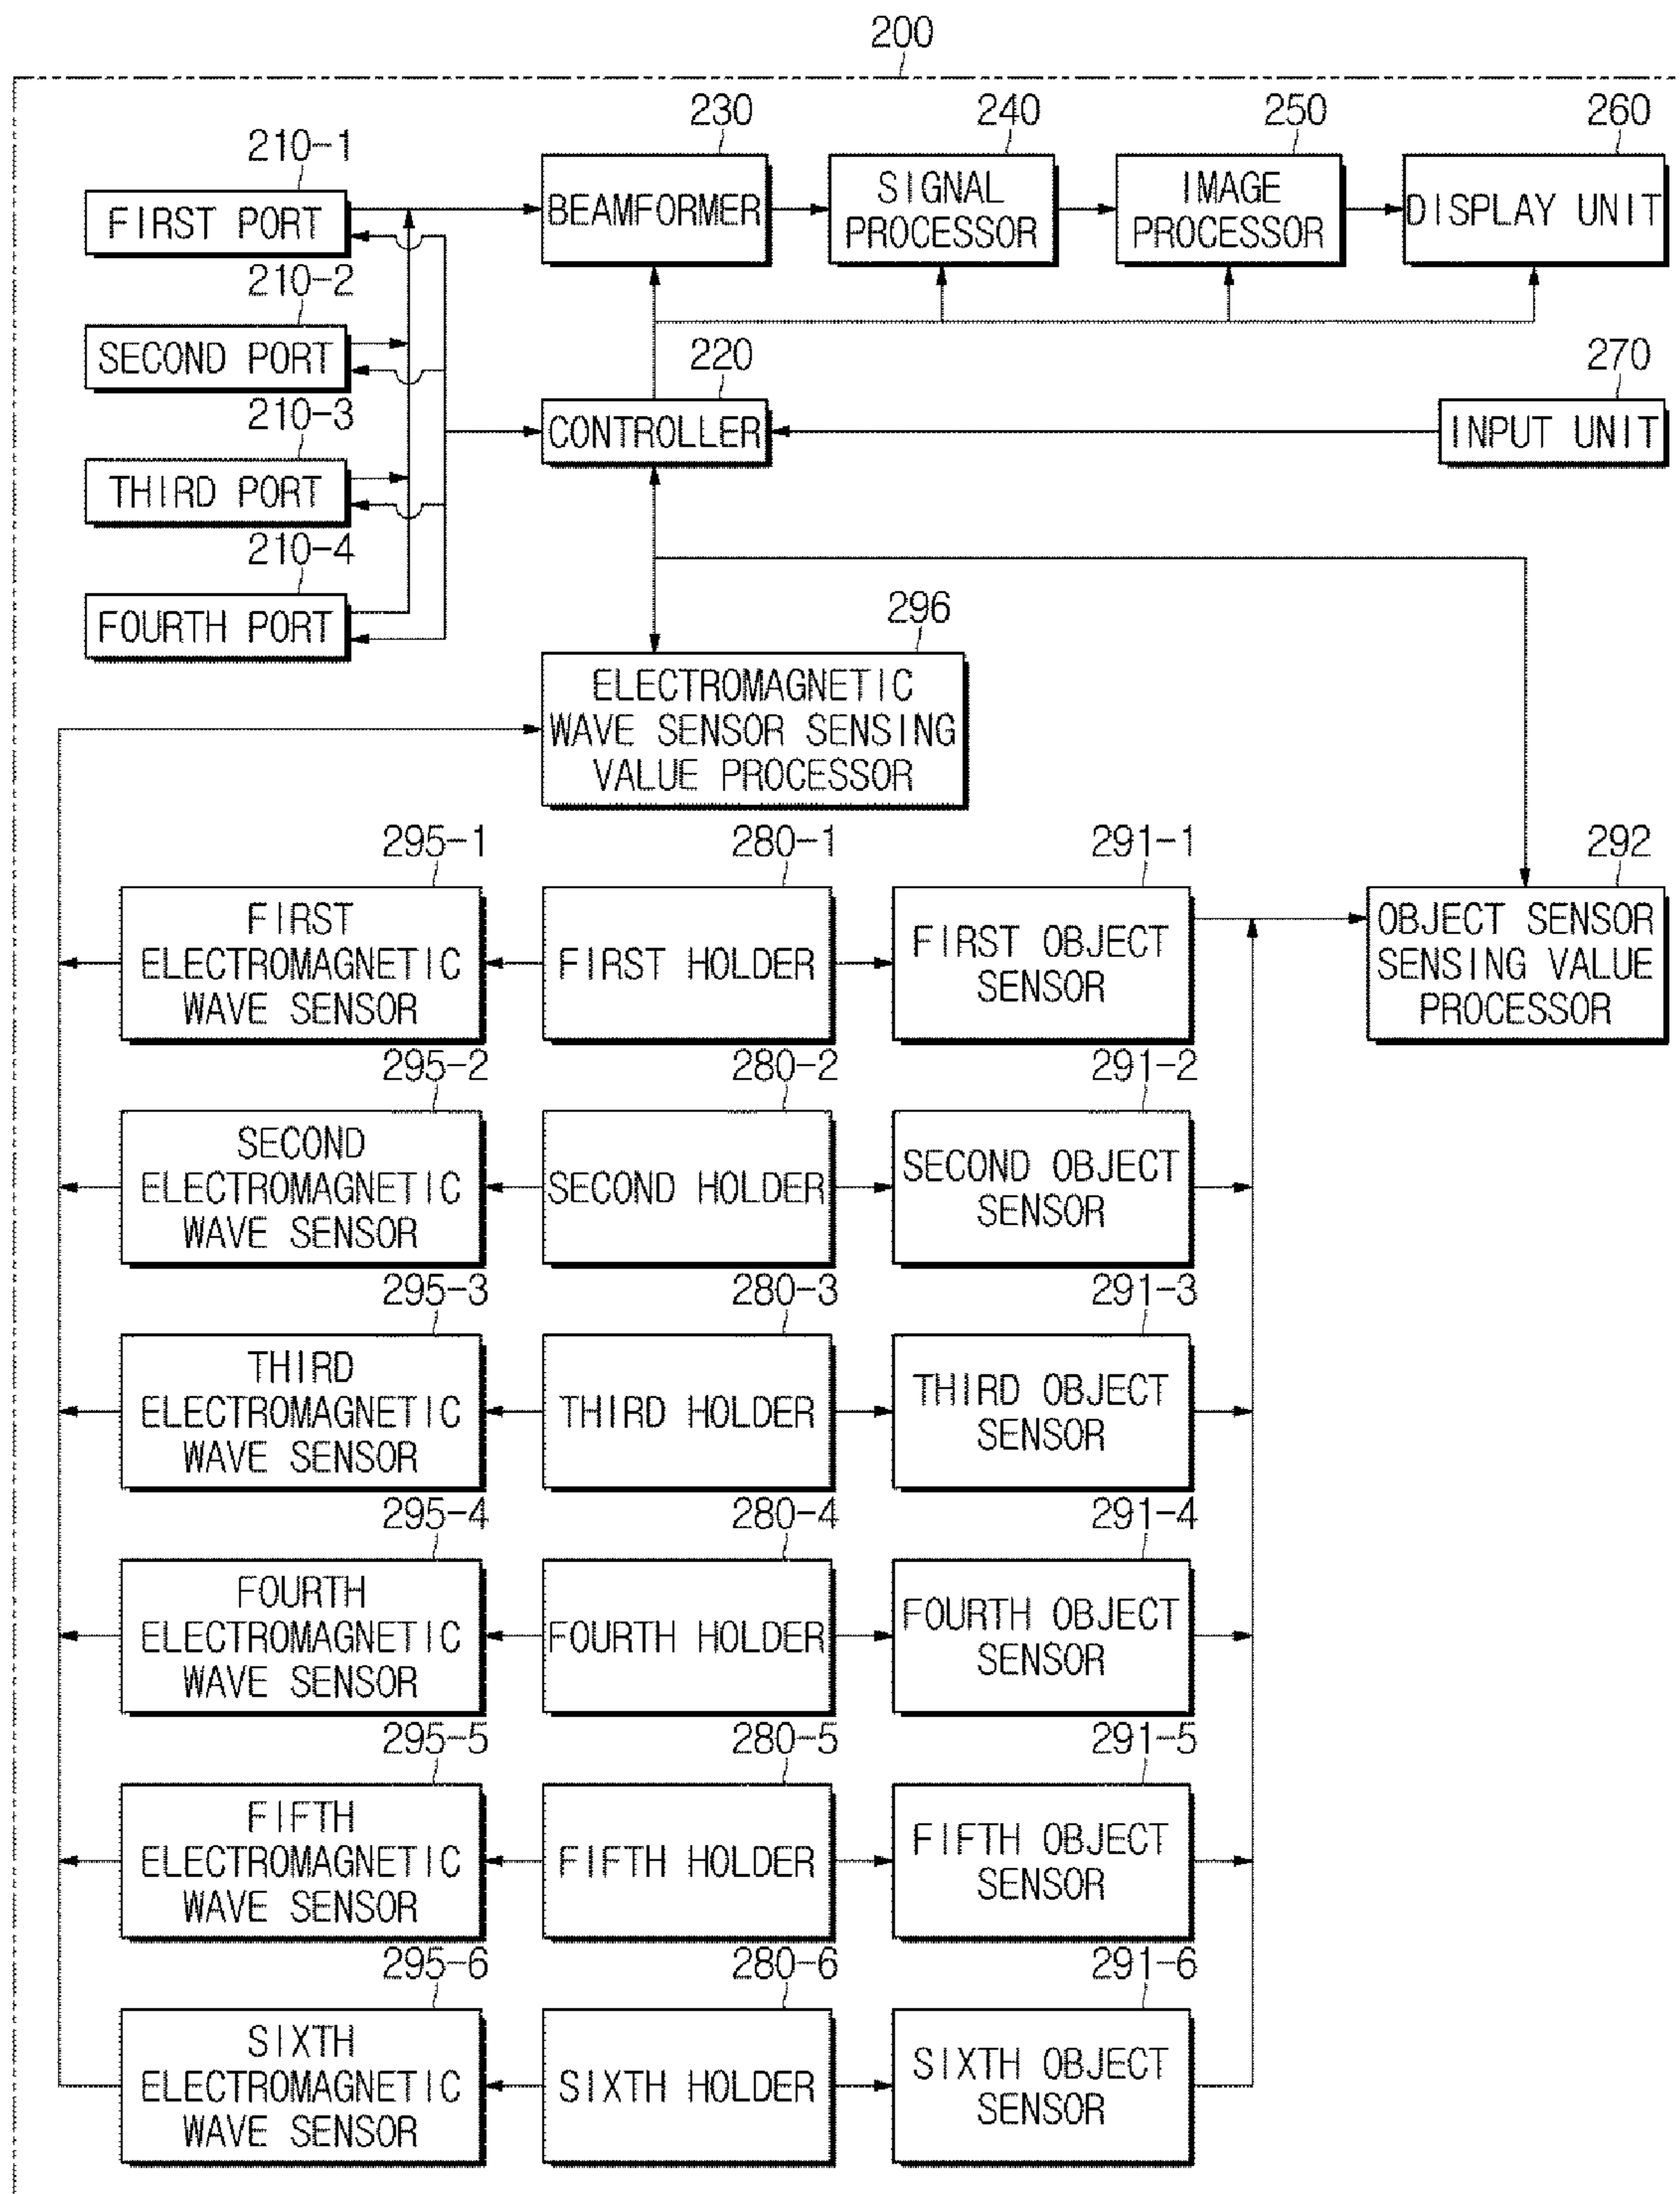 200
230
240
250
260
210-1
FIRST PORT
BEAMFORMER
SIGNAL
PROCESSOR
IMAGE
PROCESSOR
DISPLAY UNIT
210-2
SECOND PORT
220
270
210-3
CONTROLLER
INPUT UNIT
THIRD PORT
210-4
FOURTH PORT
296
ELECTROMAGNETIC
WAVE SENSOR SENSING
VALUE PROCESSOR
295-1
280-1
291-1
292
FIRST
ELECTROMAGNETIC
WAVE SENSOR
FIRST HOLDER
FIRST OBJECT
SENSOR
OBJECT SENSOR
SENSING VALUE
PROCESSOR
295-2
280-2
291-2
SECOND
ELECTROMAGNETIC
WAVE SENSOR
SECOND HOLDER
SECOND OBJECT
SENSOR
295-3
280-3
291-3
THIRD
ELECTROMAGNETIC
WAVE SENSOR
THIRD HOLDER
THIRD OBJECT
SENSOR
295-4
280-4
291-4
FOURTH
ELECTROMAGNETIC
WAVE SENSOR
FOURTH HOLDER
FOURTH OBJECT
SENSOR
295-5
280-5
291-5
FIFTH
ELECTROMAGNETIC
WAVE SENSOR
FIFTH HOLDER
FIFTH OBJECT
SENSOR
295-6
280-6
291-6
SIXTH
ELECTROMAGNETIC
WAVE SENSOR
SIXTH HOLDER
SIXTH OBJECT
SENSOR